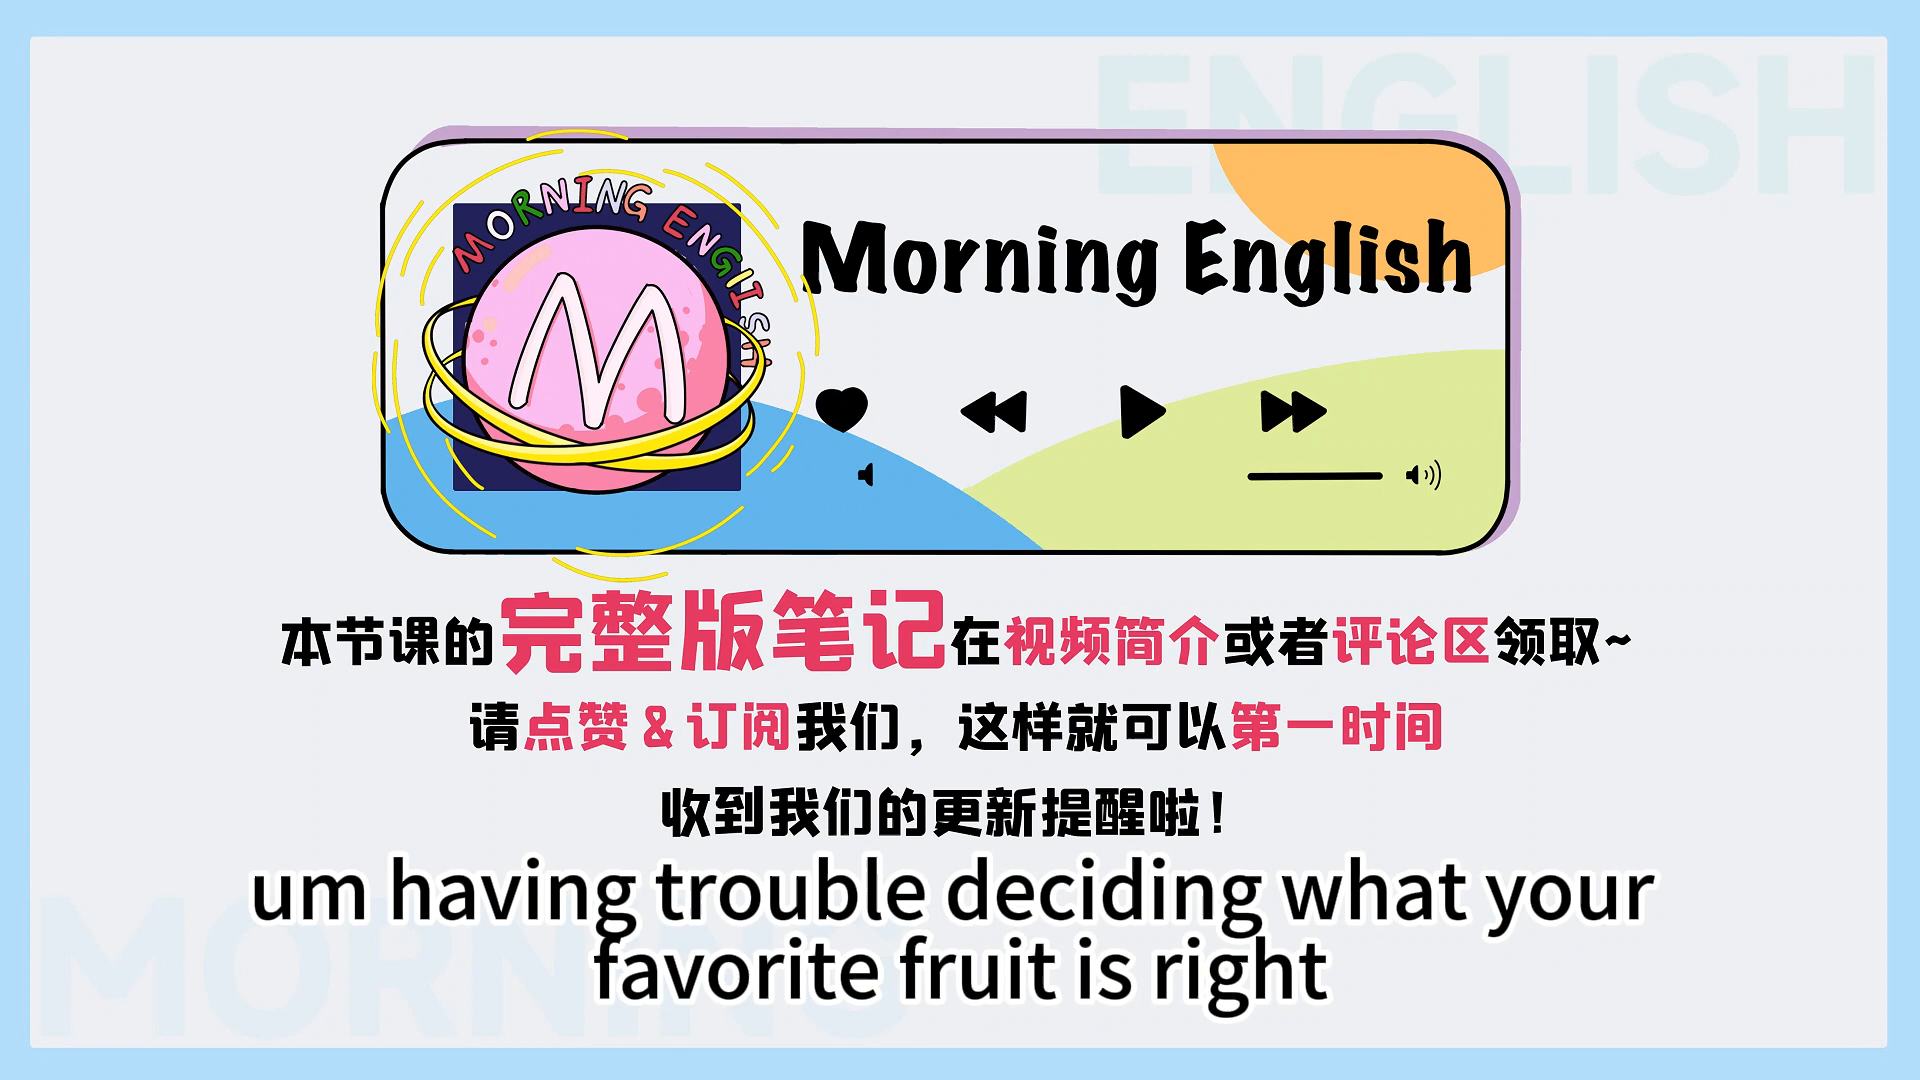 ENGLISH
MORNING ENGLISH
M
Morning English
本节课的完整版笔记在视频简介或者评论区领取~
请点赞&订阅我们，这样就可以第一时间
收到我们的更新提醒啦！
um having trouble deciding what your
favorite fruit is right
MORNING